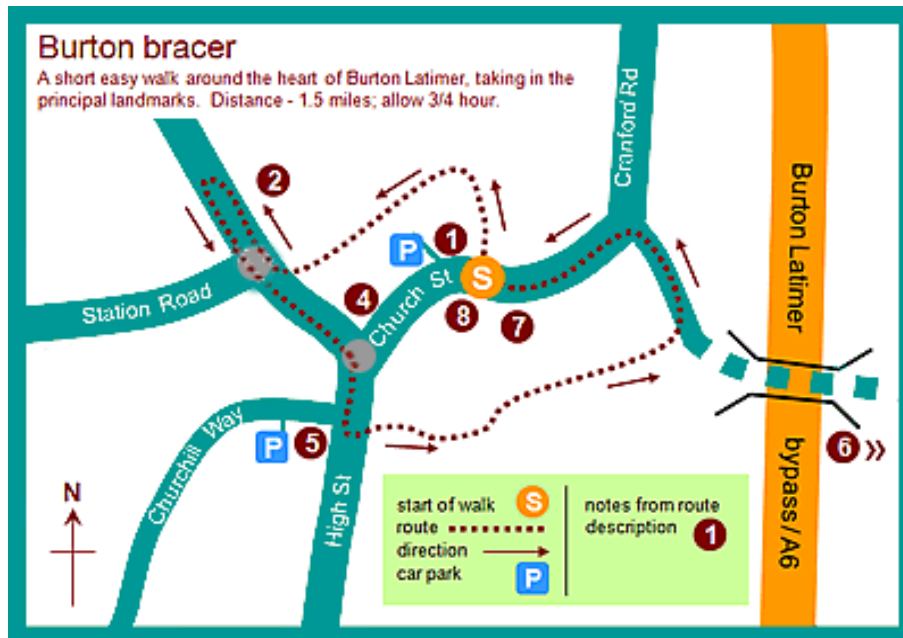 Burton bracer
A short easy walk around the heart of Burton Latimer, taking in the
principal landmarks. Distance - 1.5 miles; allow 3/4 hour.
Cranford Rd
2
Burton Latimer
P
1
S
Church St
Station Road
4
8
7
Churchill Way
P
5
6 »
High St
bypass / A6
N
start of walk S
route
direction
car park P
notes from route
description 1